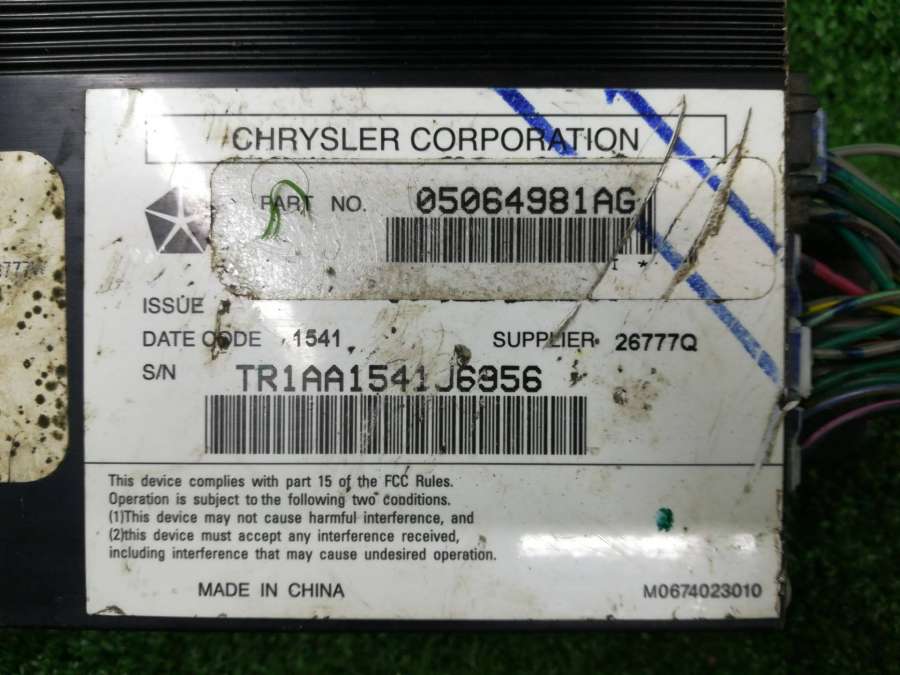 CHRYSLER CORPORATION
PART NO. 05064981AG
ISSUE
DATE CODE 1541 SUPPLIER 26777Q
S/N TR1AA1541J6956
This device complies with part 15 of the FCC Rules.
Operation is subject to the following two conditions.
(1)This device may not cause harmful interference, and
(2)this device must accept any interference received,
including interference that may cause undesired operation.
MADE IN CHINA M0674023010